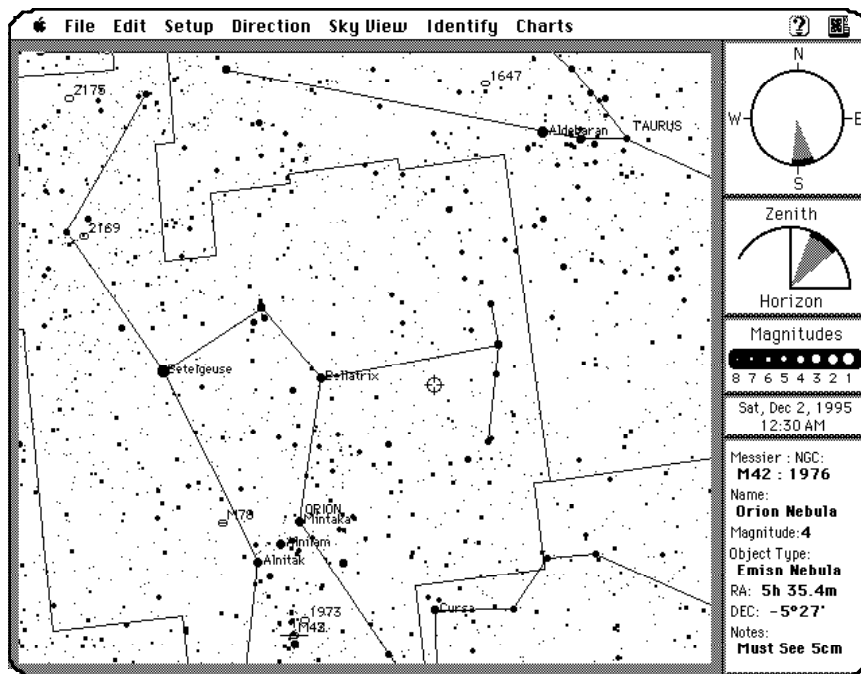 File Edit Setup Direction Sky View Identify Charts
2175
1647
Aldebaran
TAURUS
2169
Betelgeuse
Bellatrix
M78
ORION
Mintaka
Alnilam
Alnitak
1973
Cursa
N
W
E
S
Zenith
Horizon
Magnitudes
8 7 6 5 4 3 2 1
Sat, Dec 2, 1995
12:30 AM
Messier : NGC:
M42 : 1976
Name:
Orion Nebula
Magnitude: 4
Object Type:
Emisn Nebula
RA: 5h 35.4m
DEC: -5°27'
Notes:
Must See 5cm